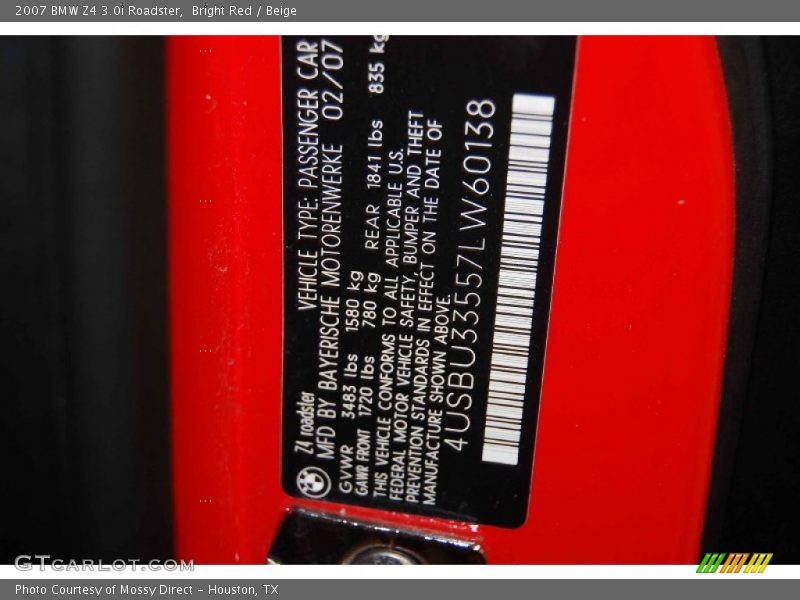 2007 BMW Z4 3.0i Roadster,  Bright Red / Beige
Z4 roadster VEHICLE TYPE: PASSENGER CAR
MFD BY BAYERISCHE MOTORENWERKE 02/07
GVWR 3483 lbs 1580 kg
GAWR FRONT 1720 lbs 780 kg REAR 1841 lbs 835 kg
THIS VEHICLE CONFORMS TO ALL APPLICABLE U.S.
FEDERAL MOTOR VEHICLE SAFETY, BUMPER AND THEFT
PREVENTION STANDARDS IN EFFECT ON THE DATE OF
MANUFACTURE SHOWN ABOVE.
4USBU33557LW60138
GTCARLOT.COM
Photo Courtesy of Mossy Direct – Houston, TX